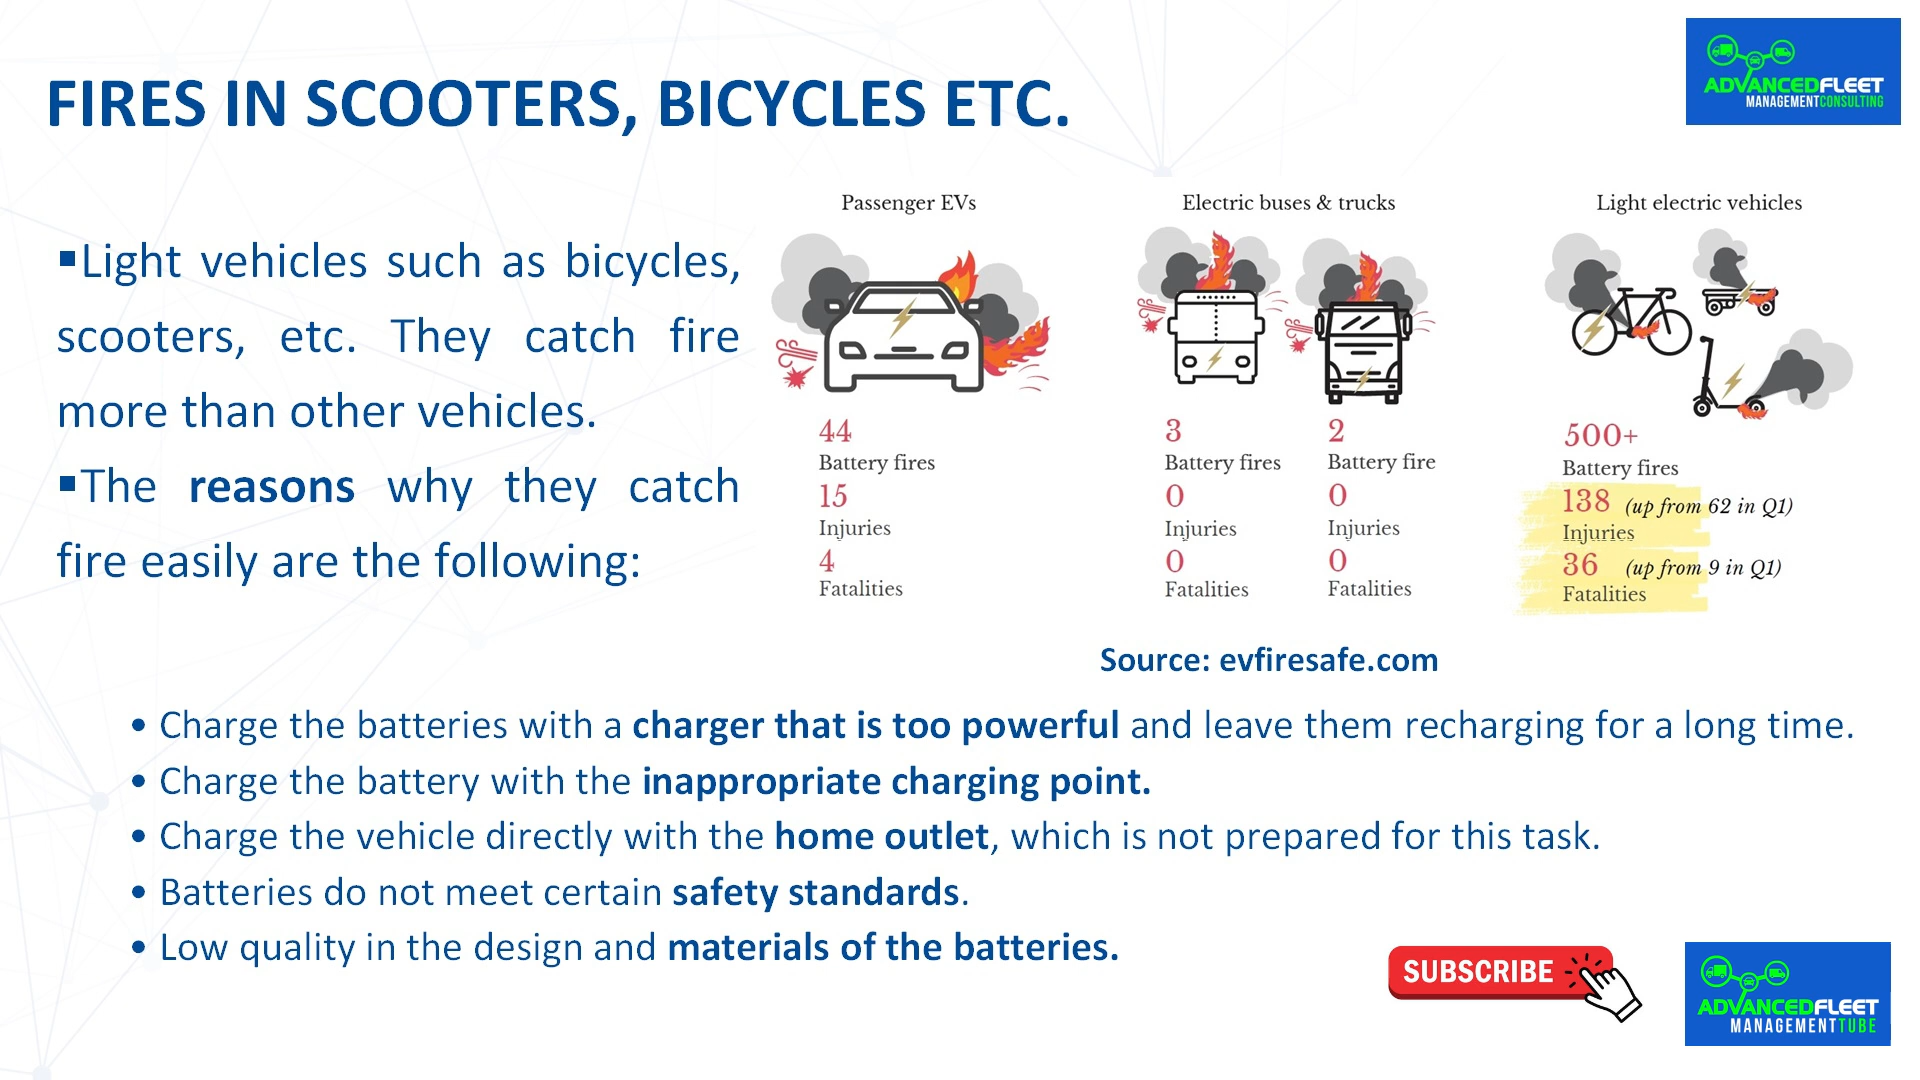 FIRES IN SCOOTERS, BICYCLES ETC.
ADVANCEDFLEET
MANAGEMENTCONSULTING
▪Light vehicles such as bicycles,
scooters, etc. They catch fire
more than other vehicles.
▪The reasons why they catch
fire easily are the following:
Passenger EVs
44
Battery fires
15
Injuries
4
Fatalities
Electric buses & trucks
3
Battery fires
0
Injuries
0
Fatalities
2
Battery fire
0
Injuries
0
Fatalities
Light electric vehicles
500+
Battery fires
138 (up from 62 in Q1)
Injuries
36 (up from 9 in Q1)
Fatalities
Source: evfiresafe.com
• Charge the batteries with a charger that is too powerful and leave them recharging for a long time.
• Charge the battery with the inappropriate charging point.
• Charge the vehicle directly with the home outlet, which is not prepared for this task.
• Batteries do not meet certain safety standards.
• Low quality in the design and materials of the batteries.
SUBSCRIBE
ADVANCEDFLEET
MANAGEMENTTUBE